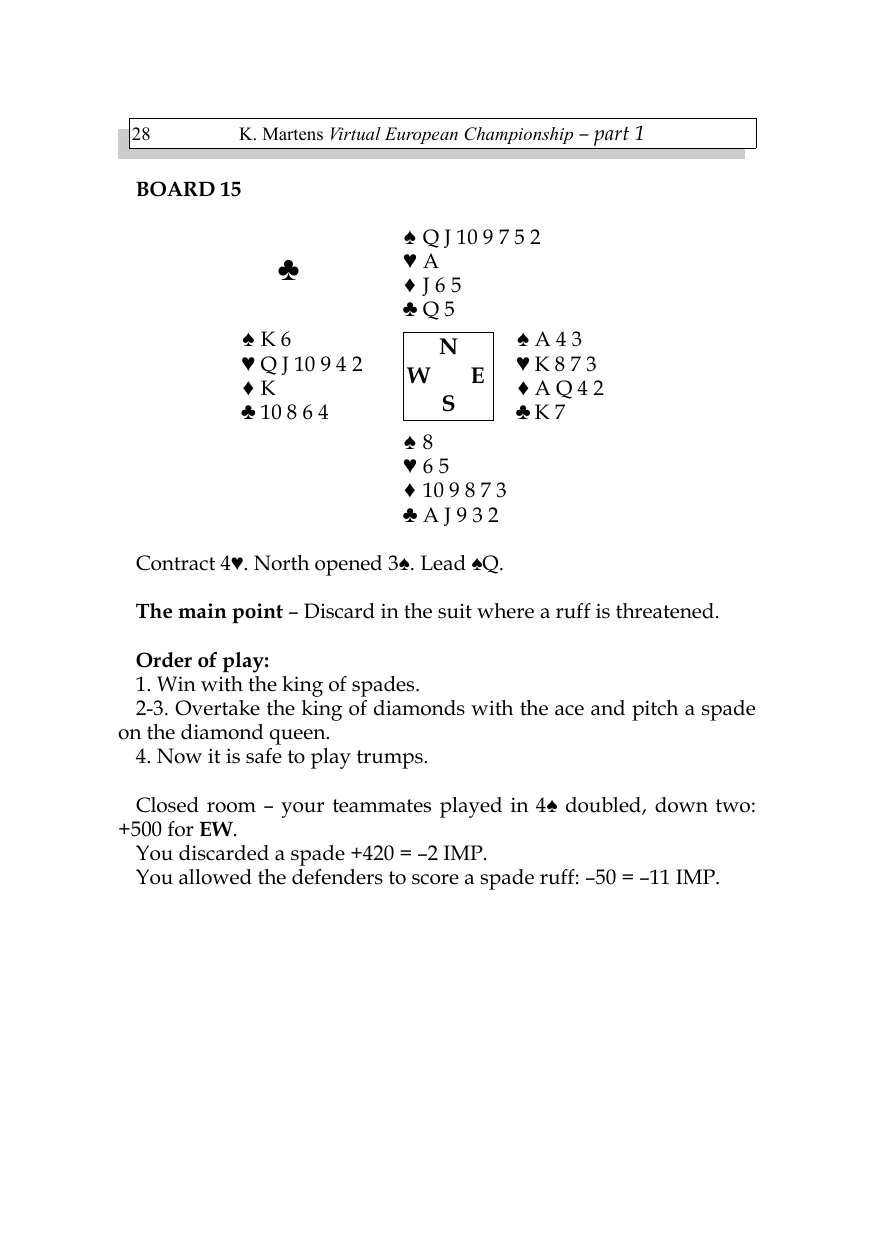 28 K. Martens Virtual European Championship – part 1
BOARD 15
♠ Q J 10 9 7 5 2
♥ A
♣
♦ J 6 5
♣ Q 5
♠ K 6
♥ Q J 10 9 4 2
♦ K
♣ 10 8 6 4
N
W E
S
♠ A 4 3
♥ K 8 7 3
♦ A Q 4 2
♣ K 7
♠ 8
♥ 6 5
♦ 10 9 8 7 3
♣ A J 9 3 2
Contract 4♥. North opened 3♠. Lead ♠Q.
The main point – Discard in the suit where a ruff is threatened.
Order of play:
1. Win with the king of spades.
2-3. Overtake the king of diamonds with the ace and pitch a spade
on the diamond queen.
4. Now it is safe to play trumps.
Closed room – your teammates played in 4♠ doubled, down two:
+500 for EW.
You discarded a spade +420 = –2 IMP.
You allowed the defenders to score a spade ruff: –50 = –11 IMP.